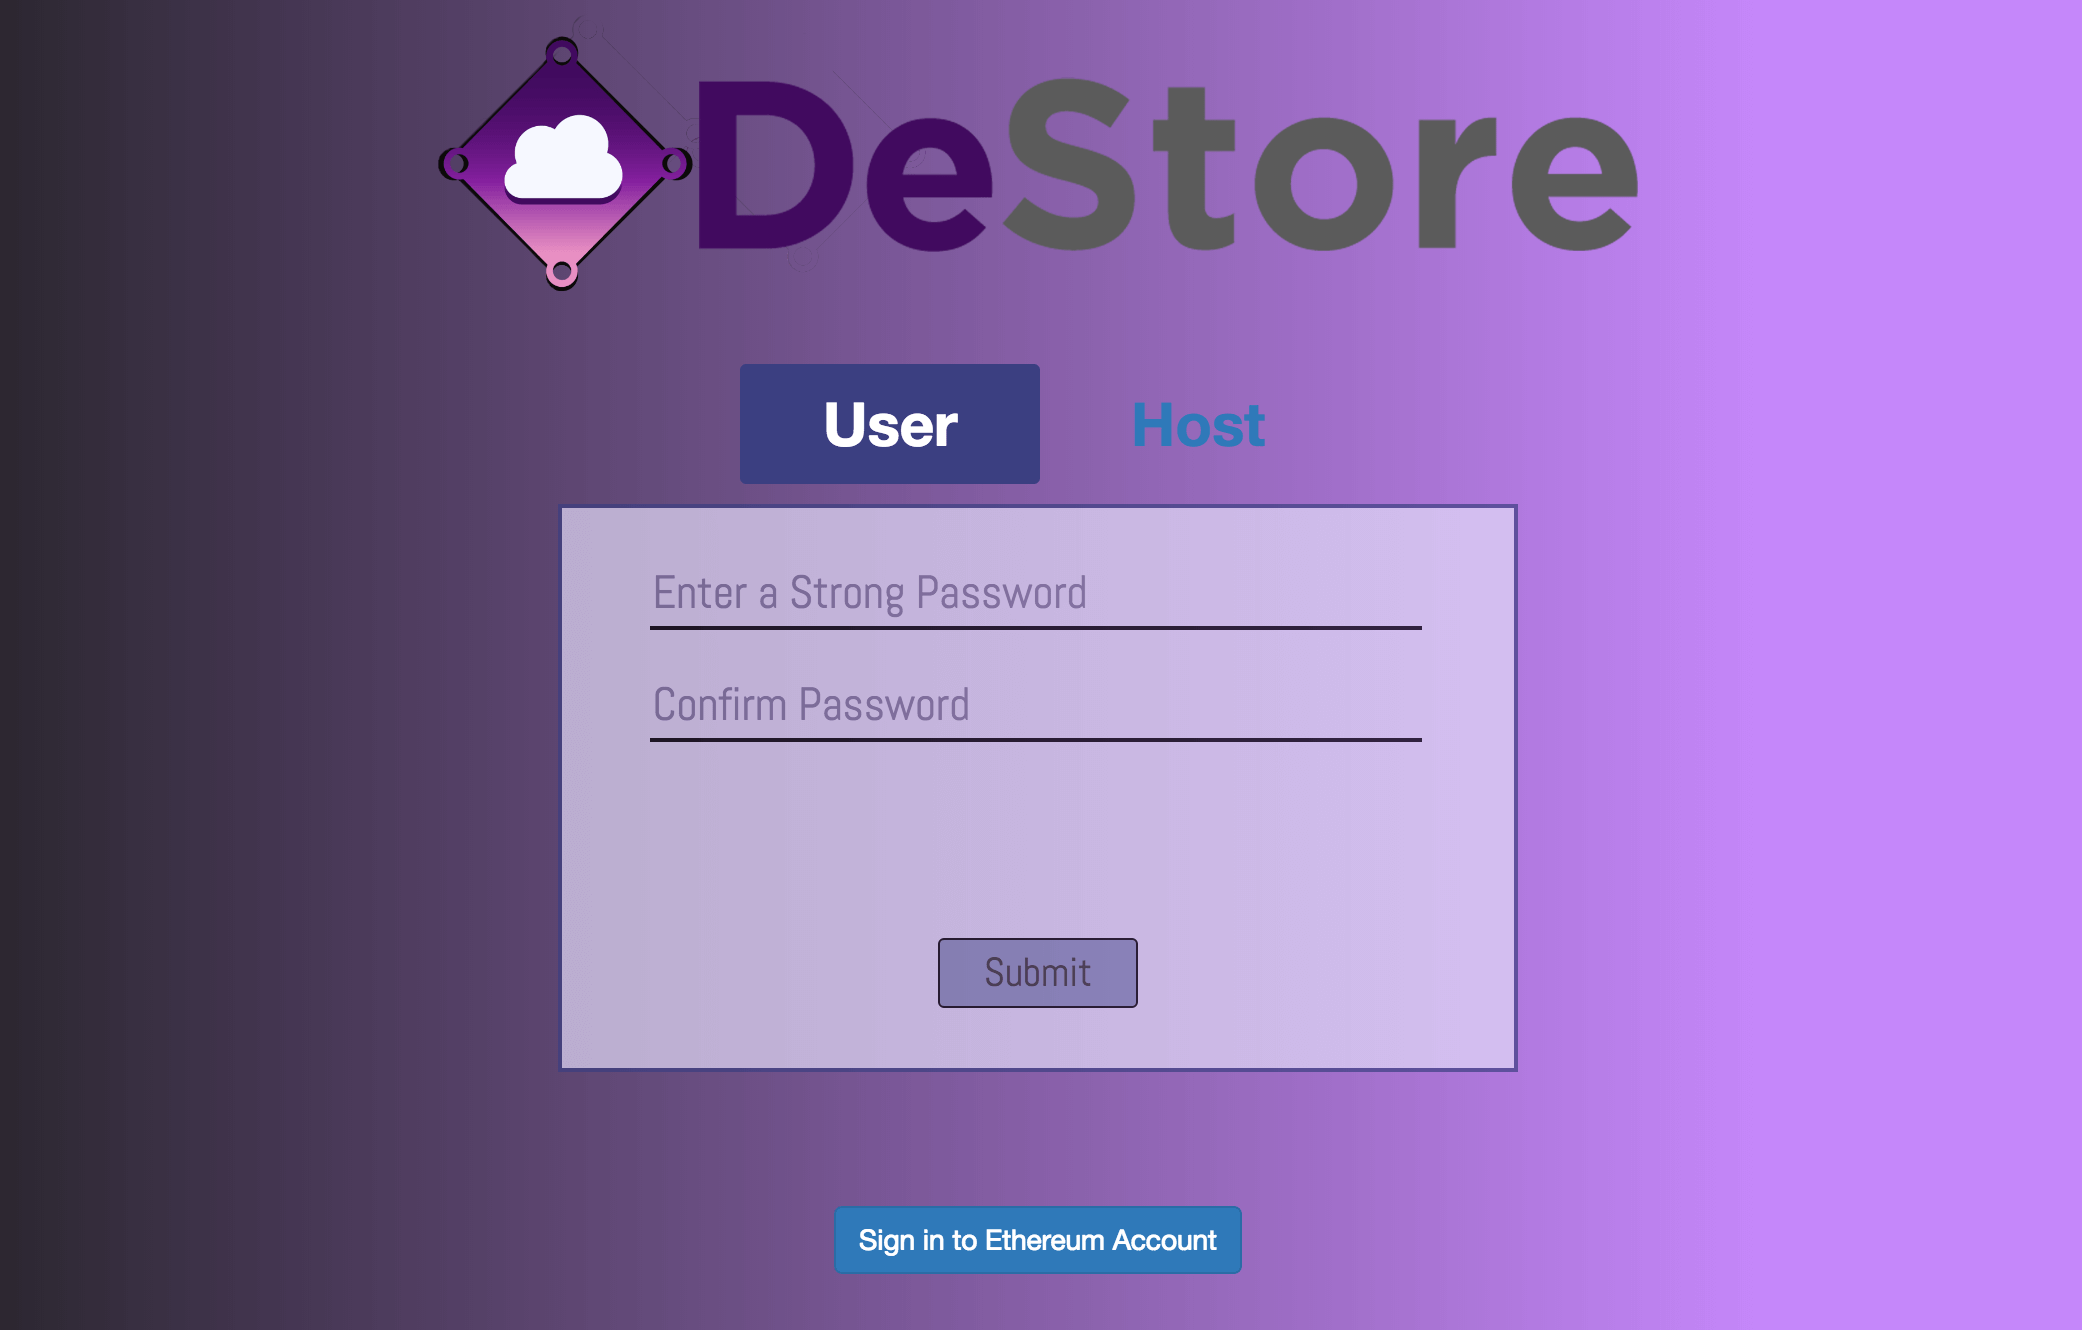 DeStore
User Host
Enter a Strong Password
Confirm Password
Submit
Sign in to Ethereum Account